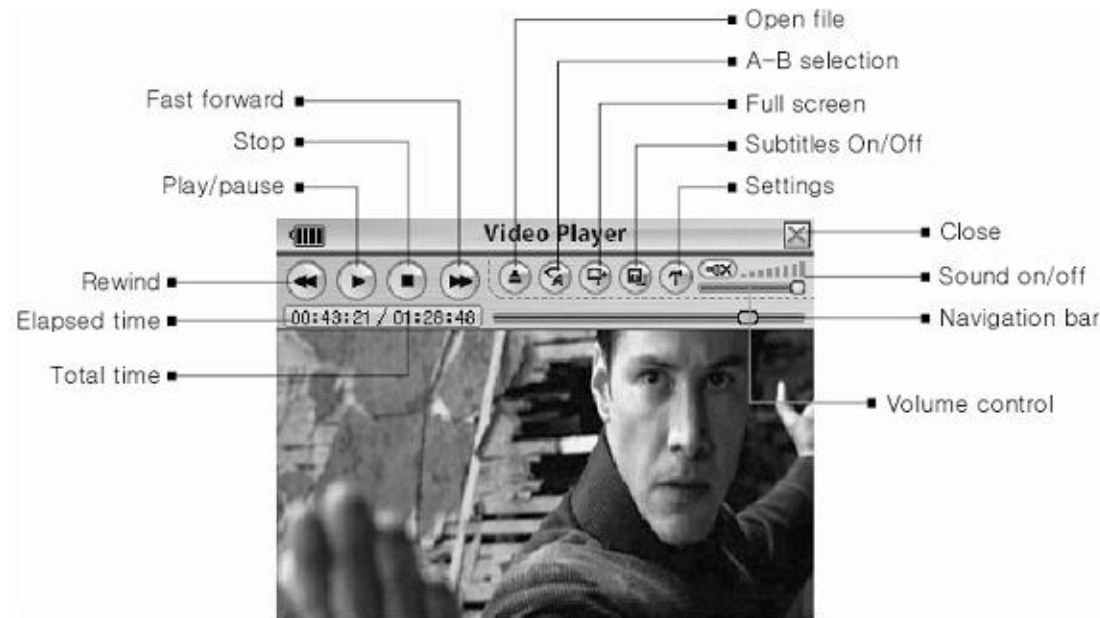 Open file
A-B selection
Fast forward
Full screen
Stop
Subtitles On/Off
Play/pause
Settings
Video Player
Close
Rewind
Sound on/off
Elapsed time
00:43:21 / 01:28:48
Navigation bar
Total time
Volume control